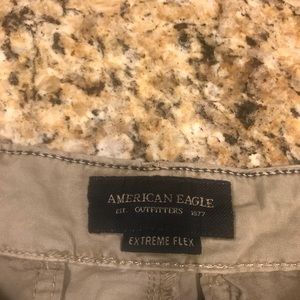 AMERICAN EAGLE
EST. OUTFITTERS 1977
EXTREME FLEX